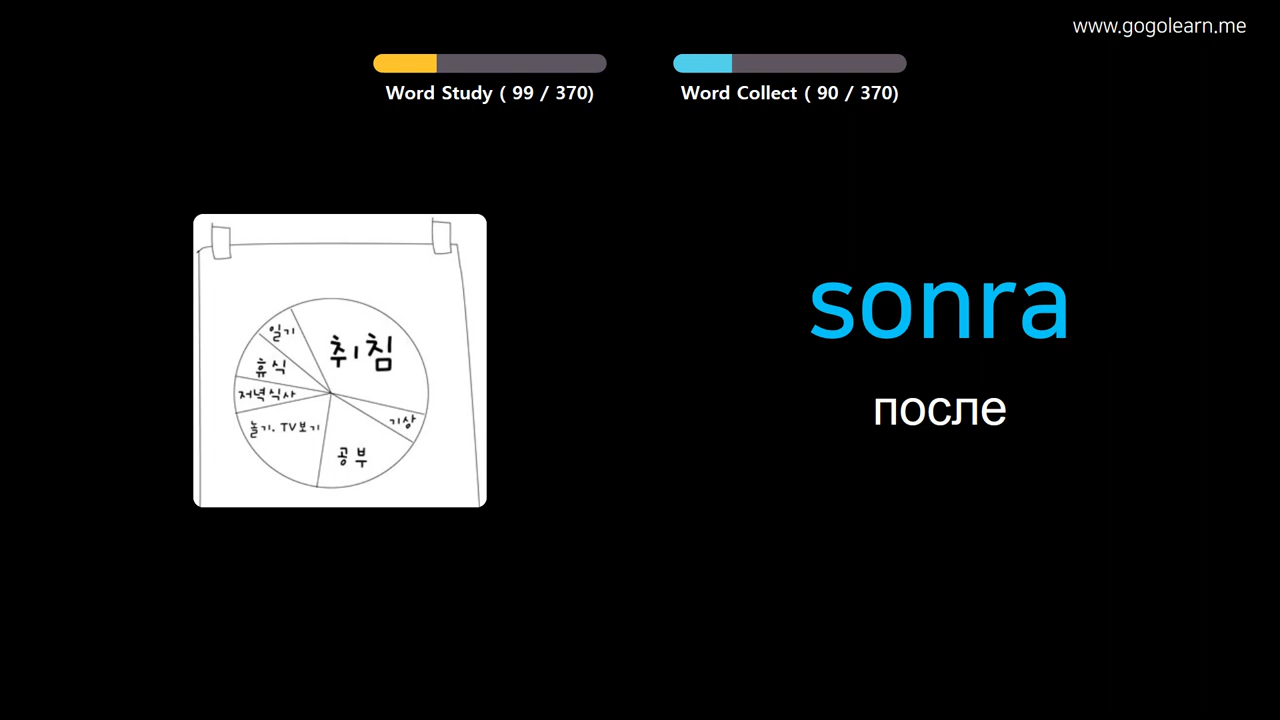 www.gogolearn.me
Word Study ( 99 / 370)
Word Collect ( 90 / 370)
일기
취침
휴식
저녁식사
기상
놀기. TV보기
공부
sonra
после